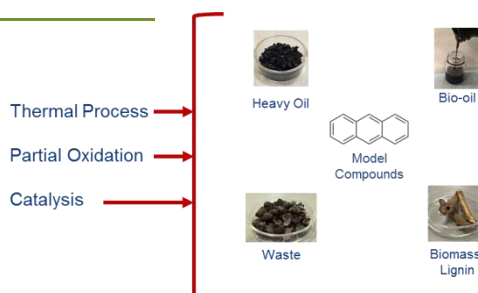 Thermal Process
Partial Oxidation
Catalysis
Heavy Oil
Bio-oil
Model
Compounds
Waste
Biomass
Lignin